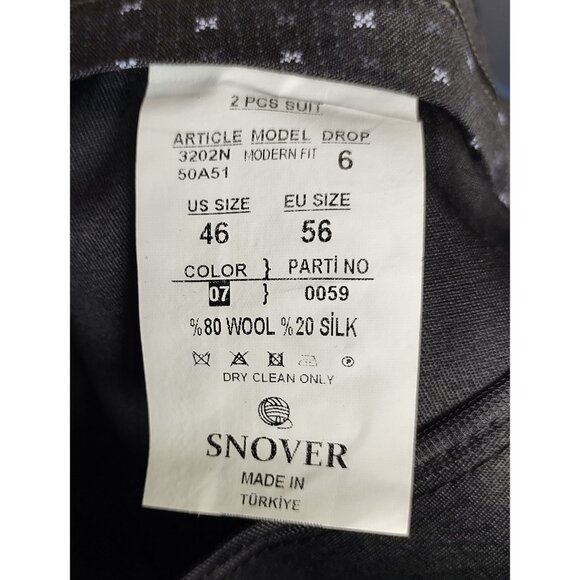 2 PCS SUIT
ARTICLE MODEL DROP
3202N MODERN FIT 6
50A51
US SIZE EU SIZE
46 56
COLOR } PARTI NO
07 } 0059
%80 WOOL %20 SİLK
DRY CLEAN ONLY
SNOVER
MADE IN
TÜRKİYE